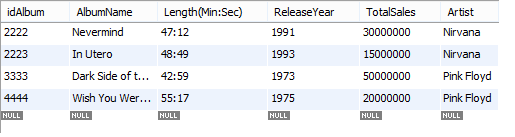 idAlbum AlbumName Length(Min:Sec) ReleaseYear TotalSales Artist
2222 Nevermind 47:12 1991 30000000 Nirvana
2223 In Utero 48:49 1993 15000000 Nirvana
3333 Dark Side of t... 42:59 1973 50000000 Pink Floyd
4444 Wish You Wer... 55:17 1975 20000000 Pink Floyd
NULL NULL NULL NULL NULL NULL